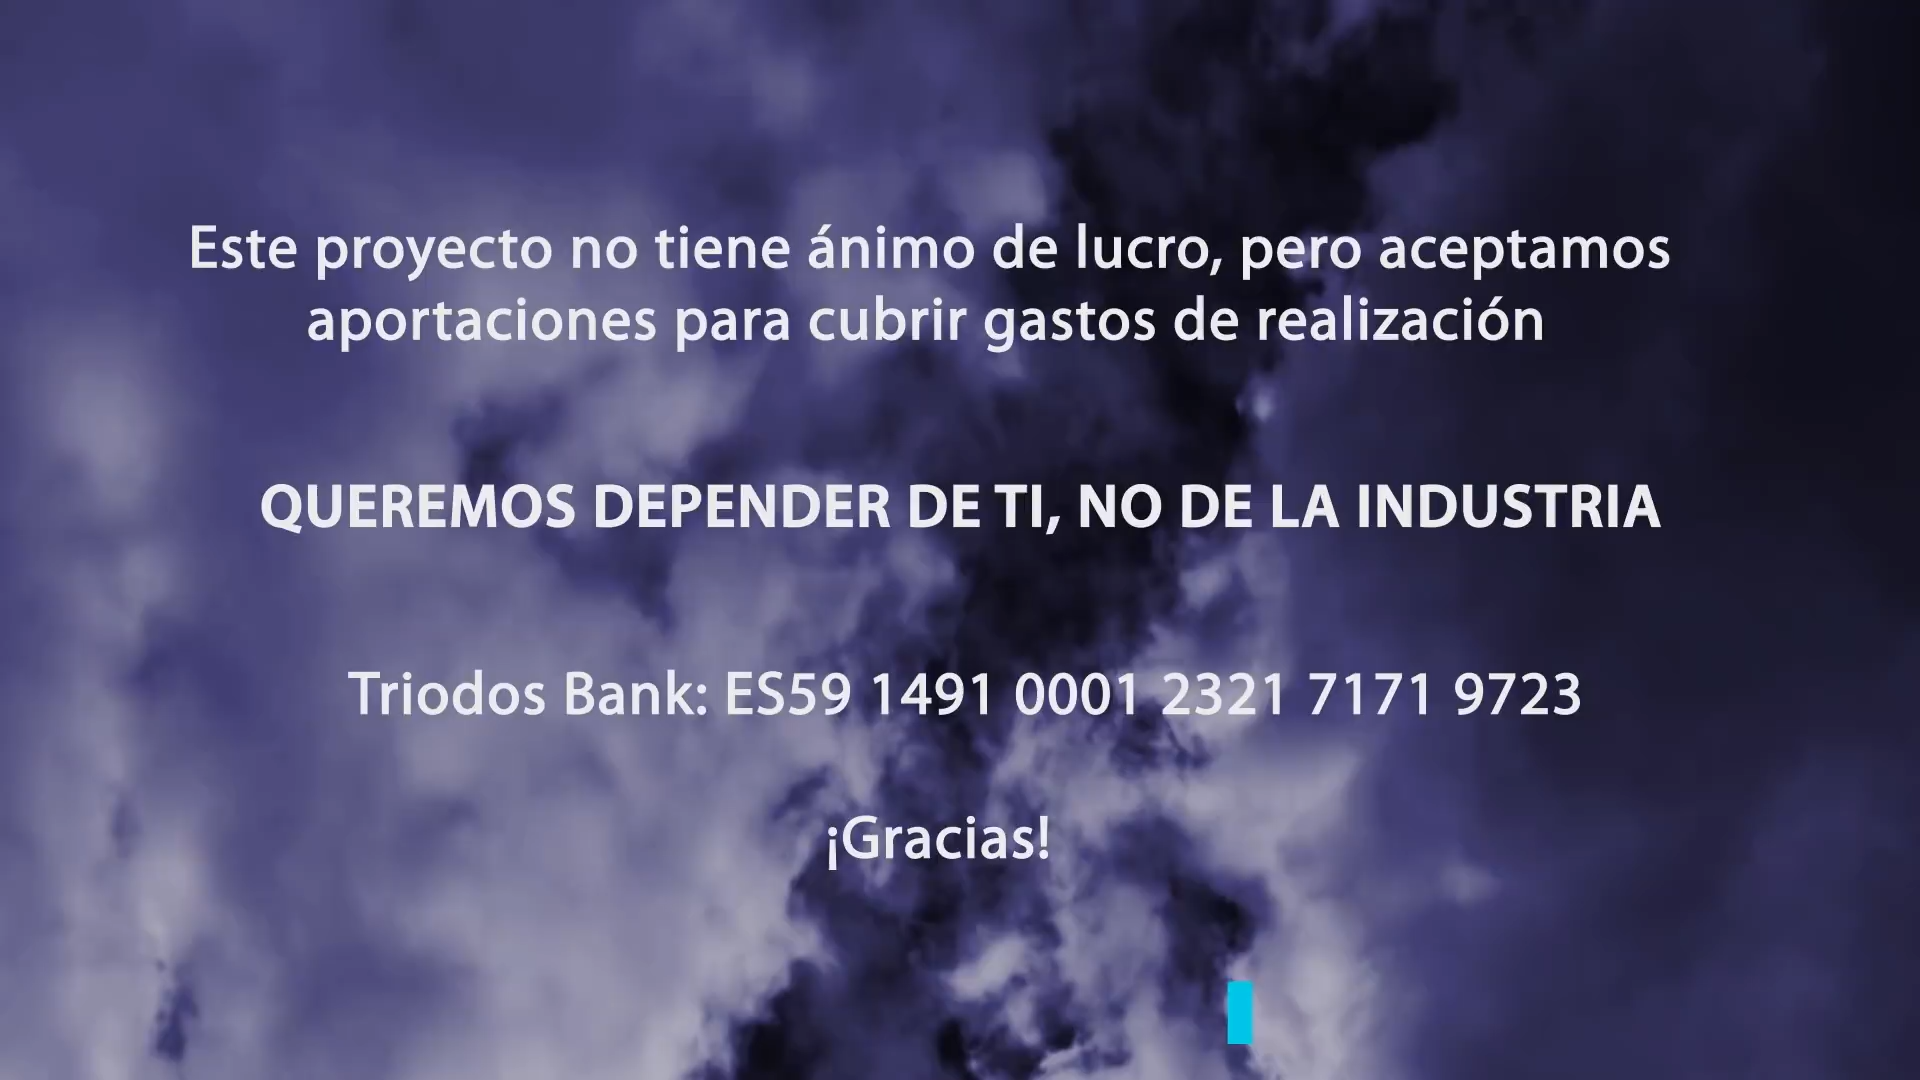 Este proyecto no tiene ánimo de lucro, pero aceptamos
aportaciones para cubrir gastos de realización
QUEREMOS DEPENDER DE TI, NO DE LA INDUSTRIA
Triodos Bank: ES59 1491 0001 2321 7171 9723
¡Gracias!